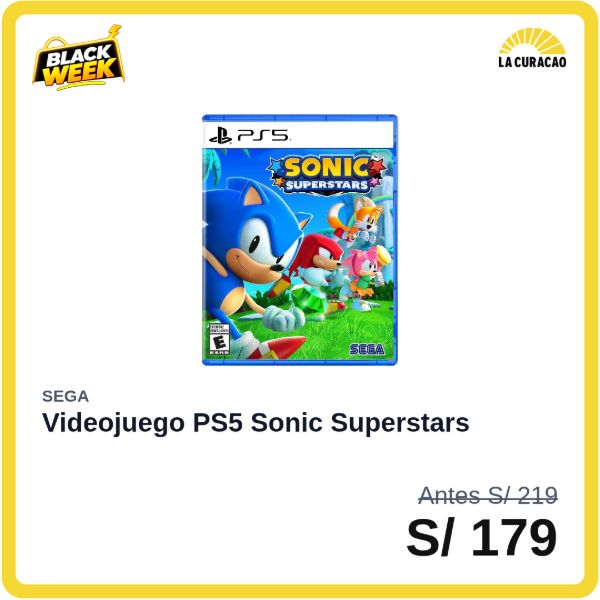 BLACK
WEEK
LA CURACAO
PS5
SONIC
SUPERSTARS
E
SEGA
SEGA
Videojuego PS5 Sonic Superstars
Antes S/ 219
S/ 179